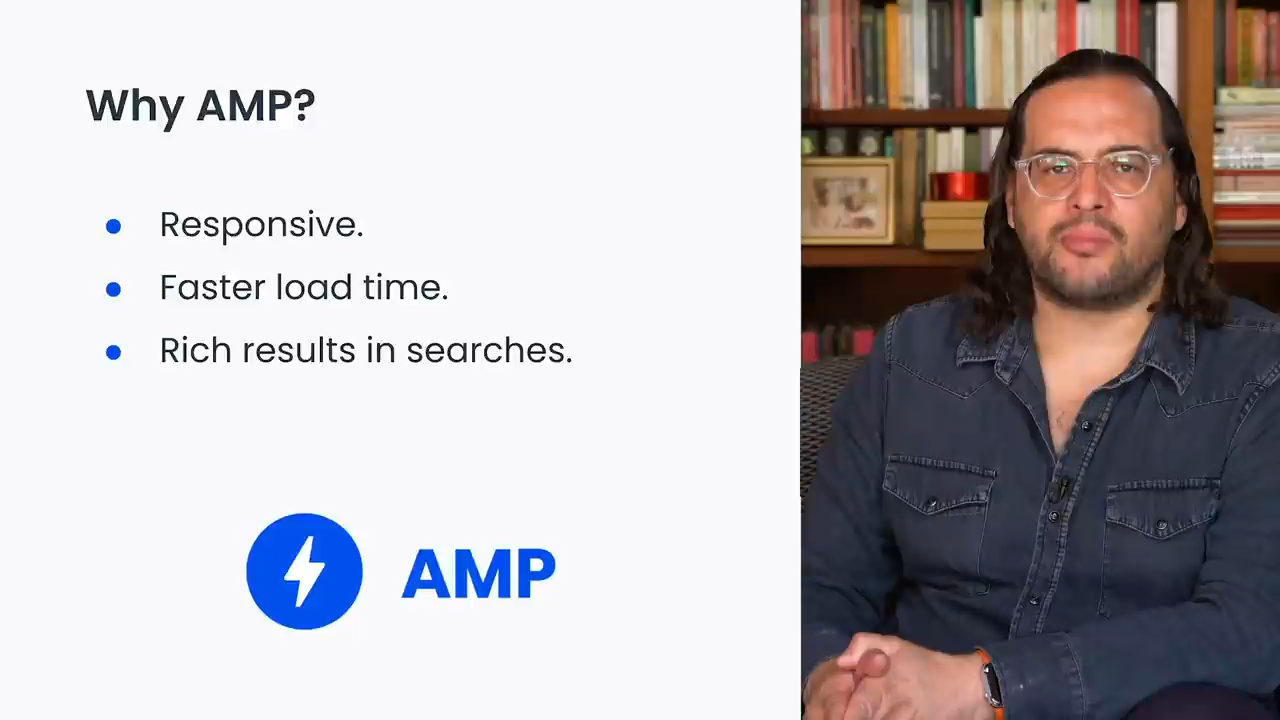 Why AMP?
Responsive.
Faster load time.
Rich results in searches.
AMP